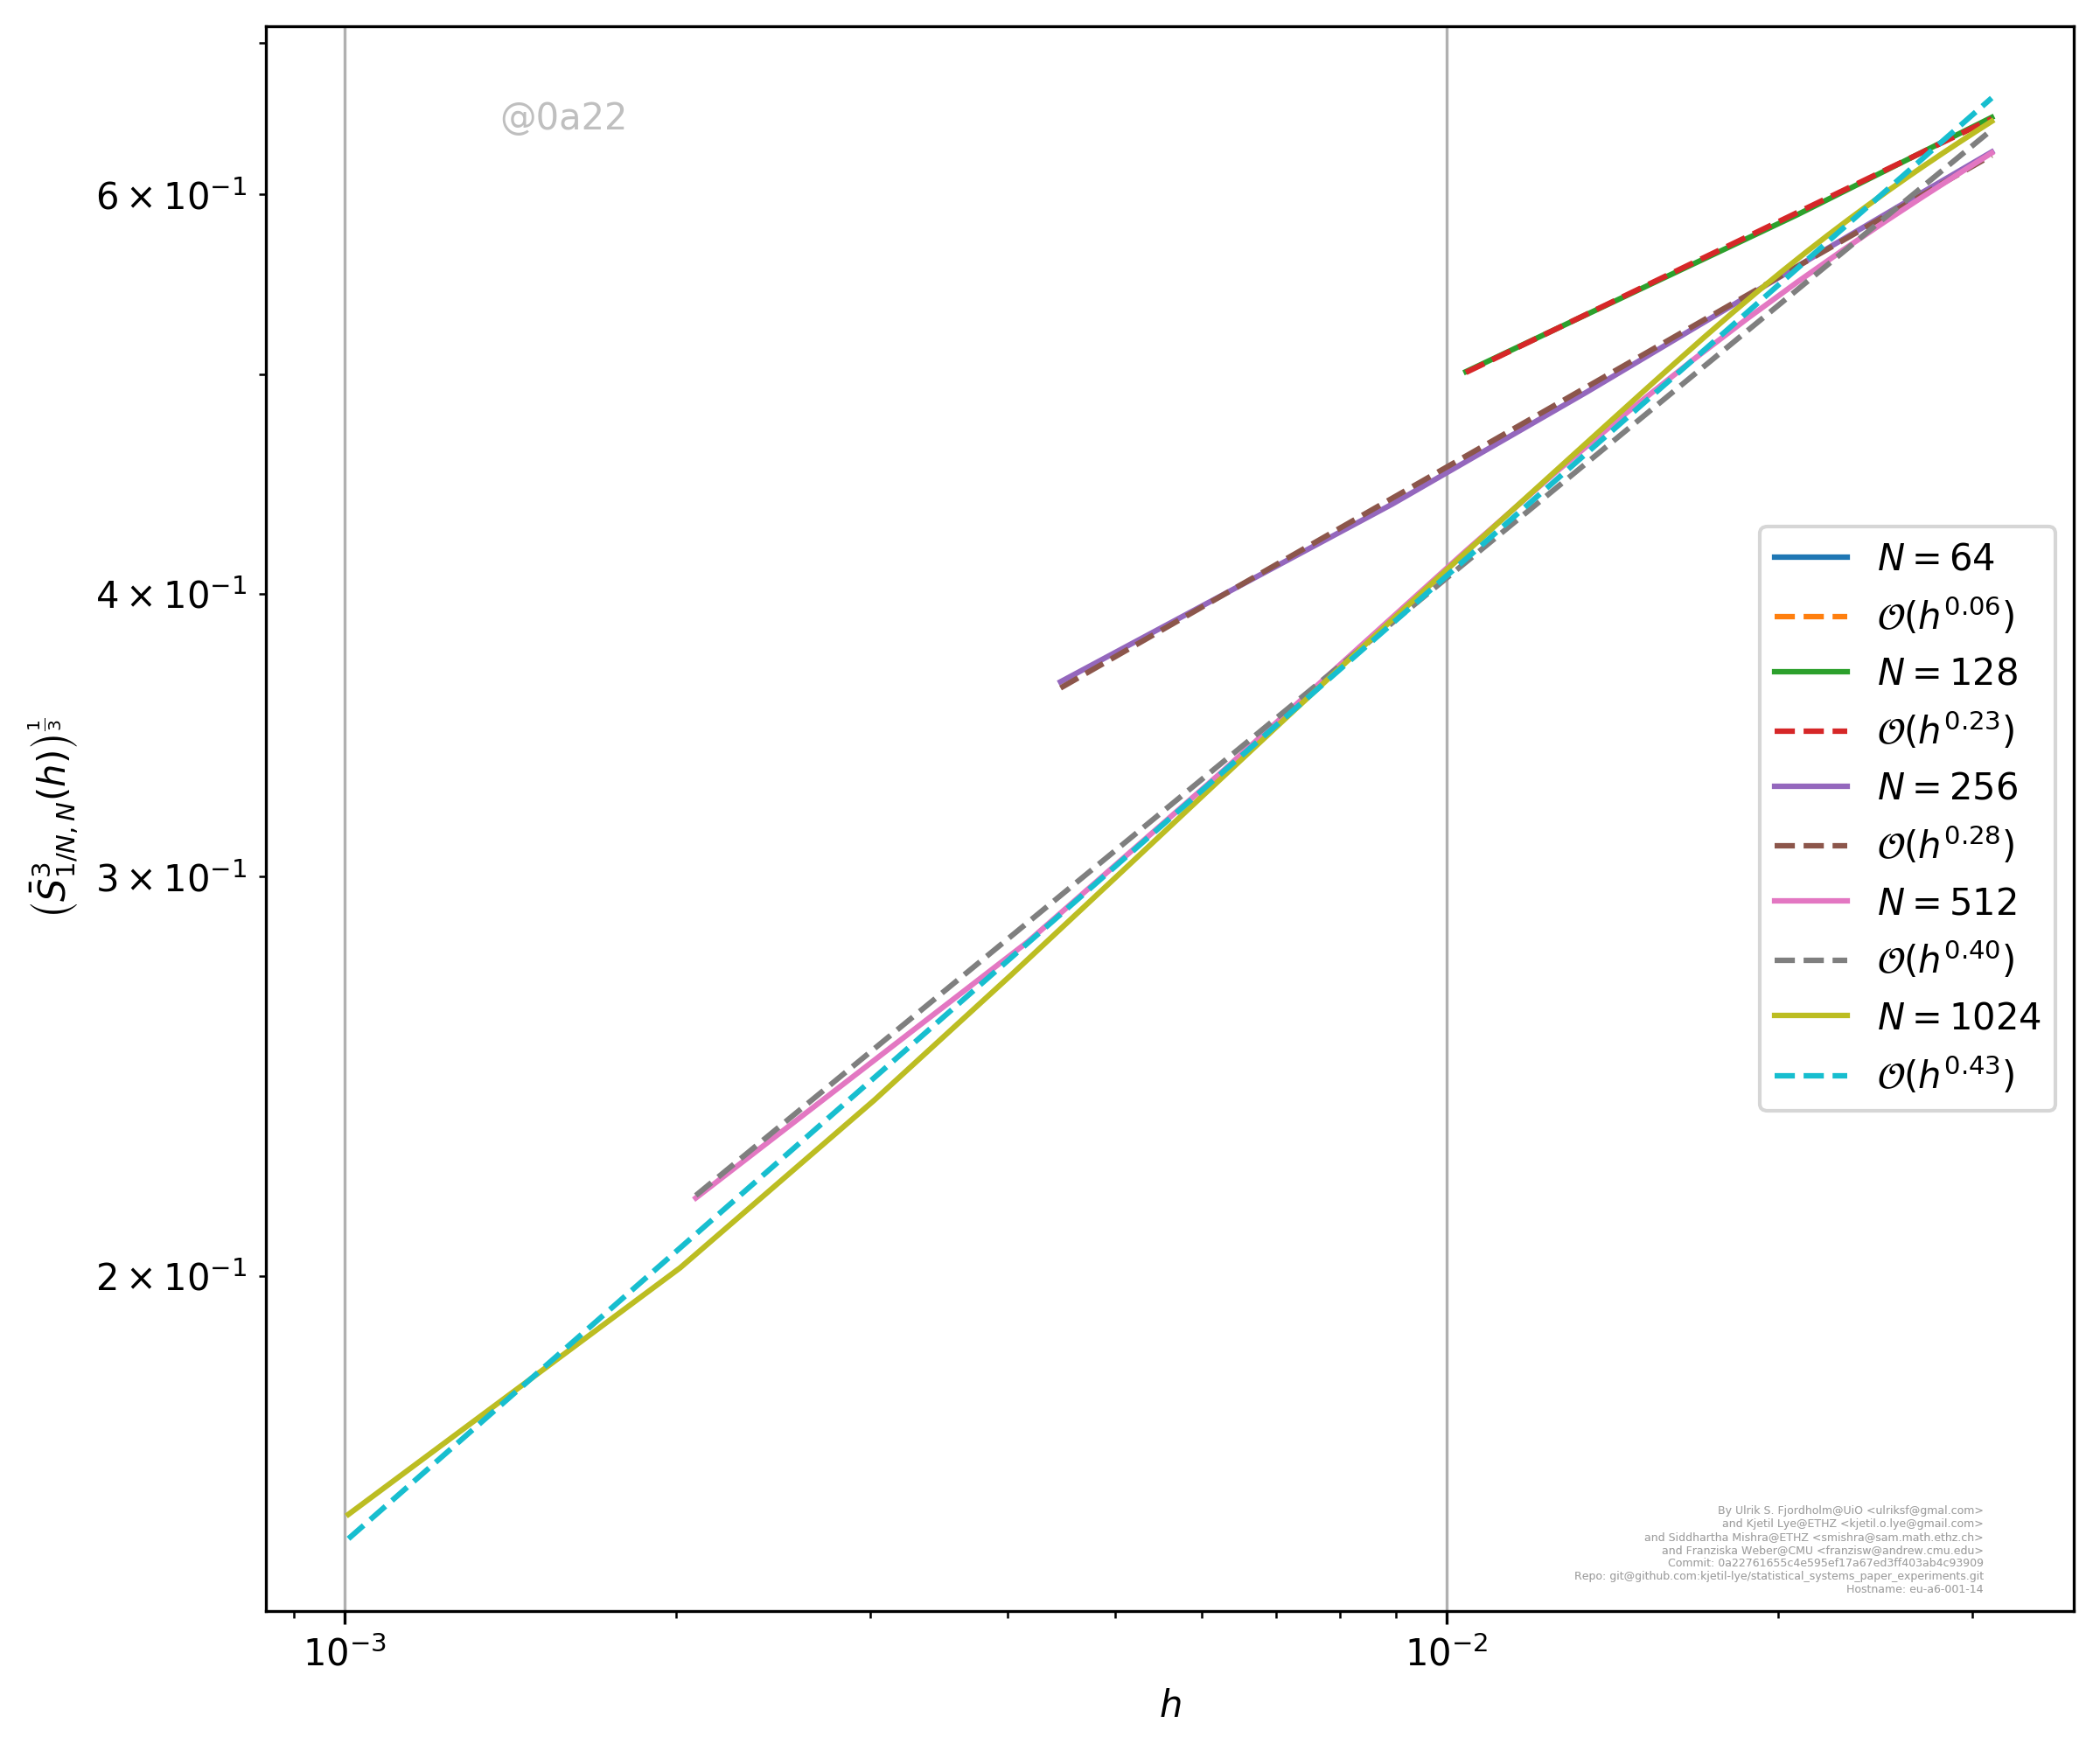 @0a22
6 × 10⁻¹
4 × 10⁻¹
3 × 10⁻¹
2 × 10⁻¹
(S̄³₁/N, N(h))^(1/3)
N = 64
𝒪(h^0.06)
N = 128
𝒪(h^0.23)
N = 256
𝒪(h^0.28)
N = 512
𝒪(h^0.40)
N = 1024
𝒪(h^0.43)
By Ulrik S. Fjordholm@UiO <ulriksf@gmal.com>
and Kjetil Lye@ETHZ <kjetil.o.lye@gmail.com>
and Siddhartha Mishra@ETHZ <smishra@sam.math.ethz.ch>
and Franziska Weber@CMU <franzisw@andrew.cmu.edu>
Commit: 0a22761655c4e595ef17a67ed3ff403ab4c93909
Repo: git@github.com:kjetil-lye/statistical_systems_paper_experiments.git
Hostname: eu-a6-001-14
10⁻³
10⁻²
h